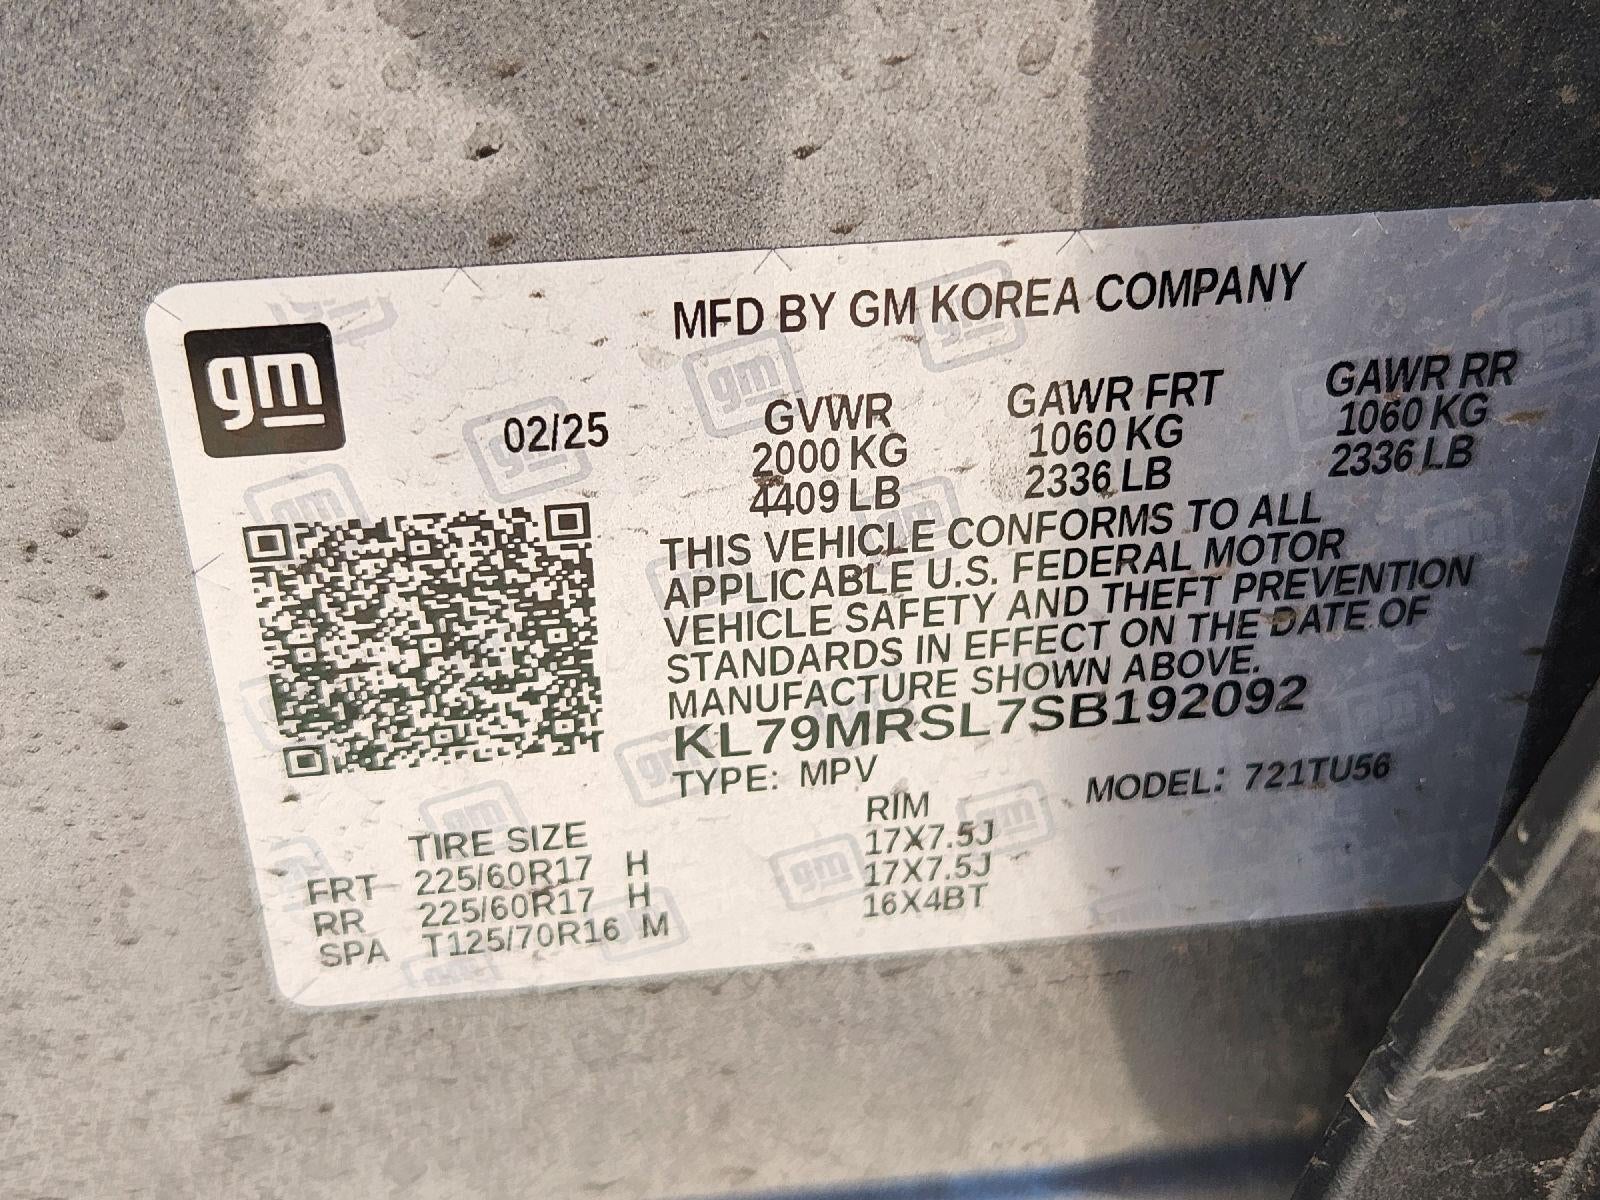 gm
MFD BY GM KOREA COMPANY
02/25
GVWR GAWR FRT GAWR RR
2000 KG 1060 KG 1060 KG
4409 LB 2336 LB 2336 LB
THIS VEHICLE CONFORMS TO ALL
APPLICABLE U.S. FEDERAL MOTOR
VEHICLE SAFETY AND THEFT PREVENTION
STANDARDS IN EFFECT ON THE DATE OF
MANUFACTURE SHOWN ABOVE.
KL79MRSL7SB192092
TYPE: MPV MODEL: 721TU56
TIRE SIZE RIM
FRT 225/60R17 H 17X7.5J
RR 225/60R17 H 17X7.5J
SPA T125/70R16 M 16X4BT